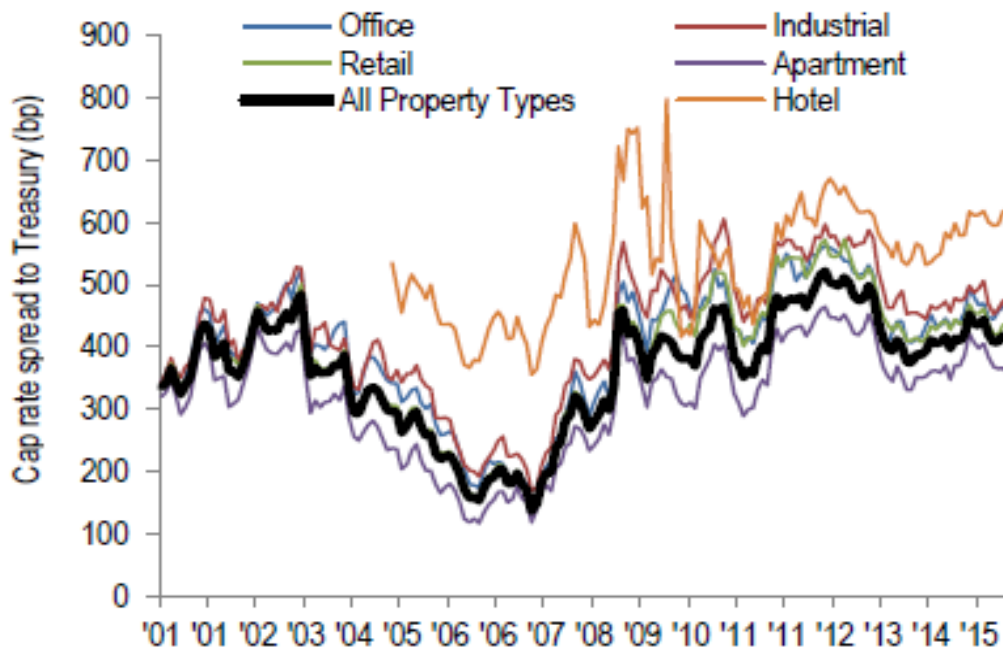 Office
Industrial
Retail
Apartment
All Property Types
Hotel
Cap rate spread to Treasury (bp)
900
800
700
600
500
400
300
200
100
0
'01 '01 '02 '03 '04 '05 '06 '06 '07 '08 '09 '10 '11 '11 '12 '13 '14 '15